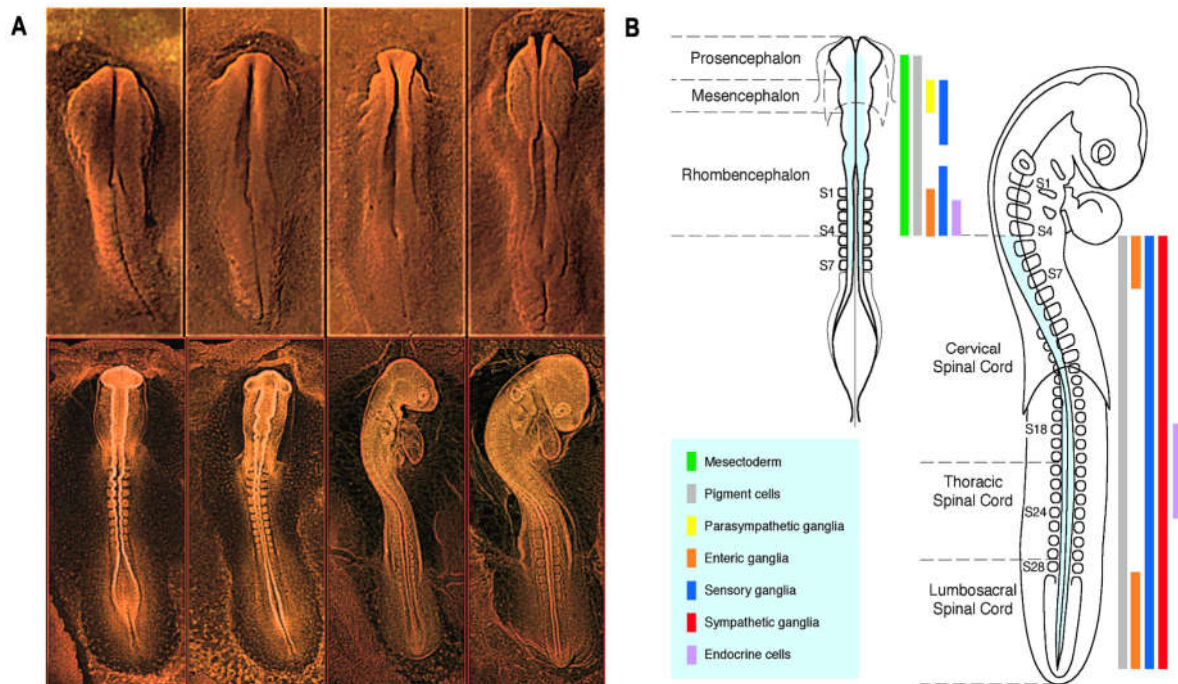 A
B
Prosencephalon
Mesencephalon
Rhombencephalon
S1
S4
S7
S1
S4
S7
Cervical
Spinal Cord
S18
Thoracic
Spinal Cord
S24
S28
Lumbosacral
Spinal Cord
Mesectoderm
Pigment cells
Parasympathetic ganglia
Enteric ganglia
Sensory ganglia
Sympathetic ganglia
Endocrine cells